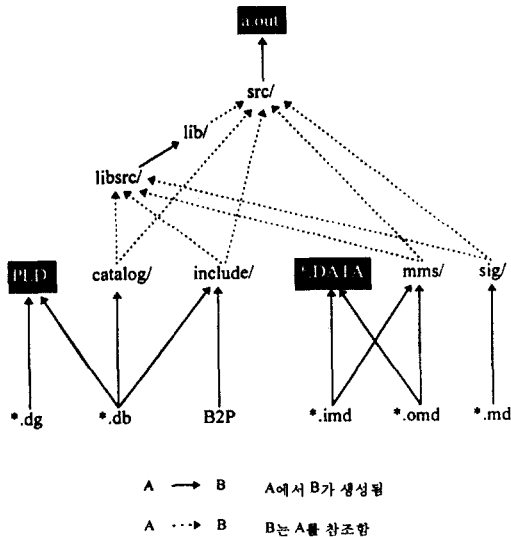 a.out
src/
lib/
libsrc/
PLD catalog/ include/ CDATA mms/ sig/
*.dg *.db B2P *.imd *.omd *.md
A → B A에서 B가 생성됨
A ⇢ B B는 A를 참조함